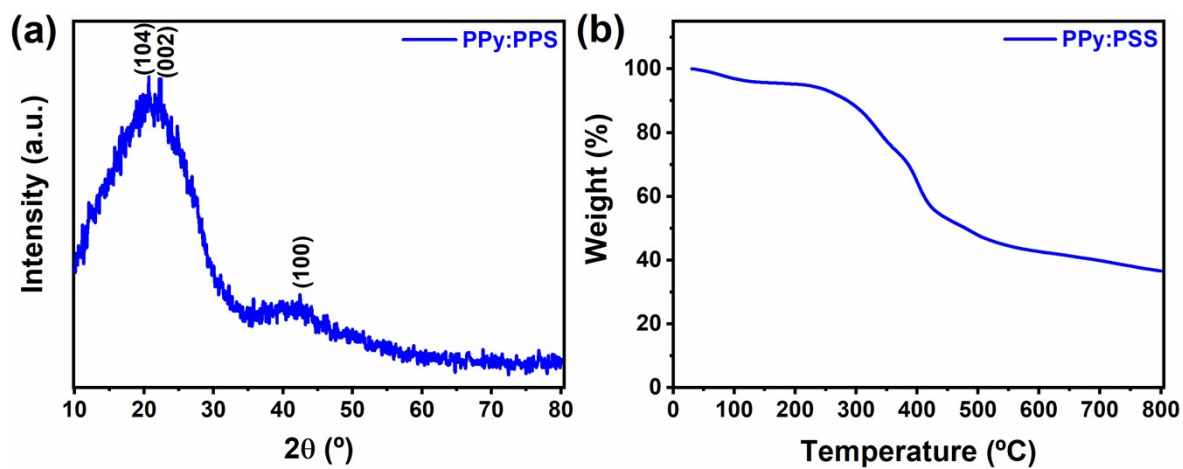 (a)
PPy:PPS
(104)
(002)
(100)
Intensity (a.u.)
10 20 30 40 50 60 70 80
2θ (º)
(b)
PPy:PSS
100
80
60
40
20
0
Weight (%)
0 100 200 300 400 500 600 700 800
Temperature (ºC)